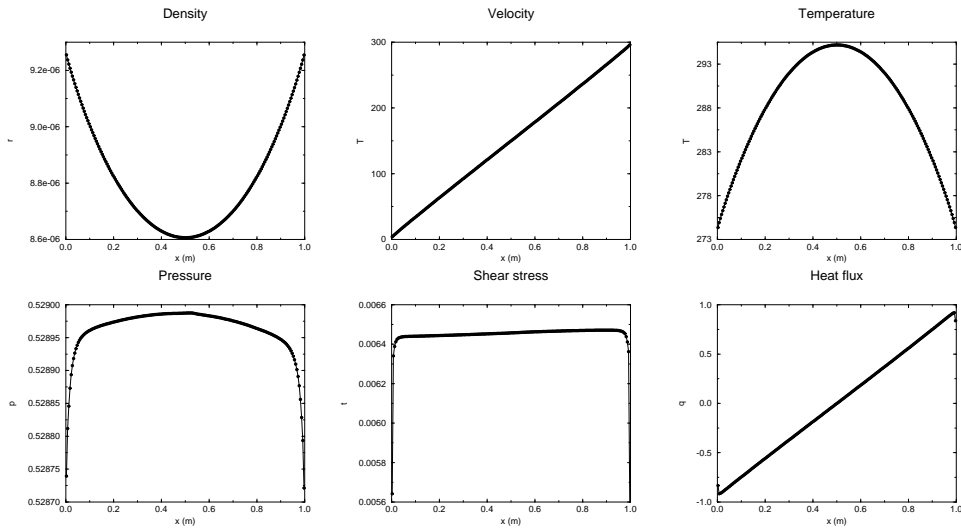 Density
Velocity
Temperature
9.2e-06
9.0e-06
8.8e-06
8.6e-06
r
0.0 0.2 0.4 0.6 0.8 1.0
x (m)
300
200
100
0
T
0.0 0.2 0.4 0.6 0.8 1.0
x (m)
293
288
283
278
273
T
0.0 0.2 0.4 0.6 0.8 1.0
x (m)
Pressure
Shear stress
Heat flux
0.52900
0.52895
0.52890
0.52885
0.52880
0.52875
0.52870
p
0.0 0.2 0.4 0.6 0.8 1.0
x (m)
0.0066
0.0064
0.0062
0.0060
0.0058
0.0056
t
0.0 0.2 0.4 0.6 0.8 1.0
x (m)
1.0
0.5
0.0
-0.5
-1.0
q
0.0 0.2 0.4 0.6 0.8 1.0
x (m)